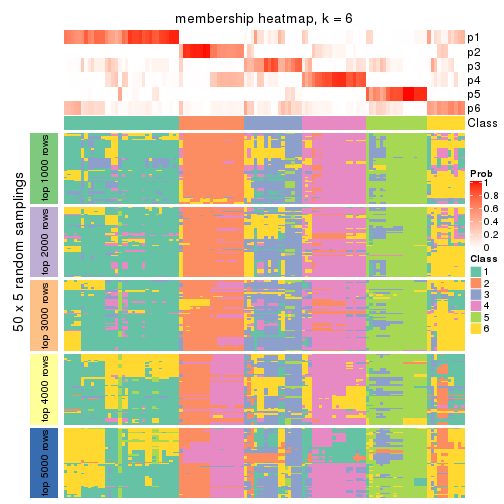 membership heatmap, k = 6
p1
p2
p3
p4
p5
p6
Class
50 x 5 random samplings
top 1000 rows
top 2000 rows
top 3000 rows
top 4000 rows
top 5000 rows
Prob
1
0.8
0.6
0.4
0.2
0
Class
1
2
3
4
5
6